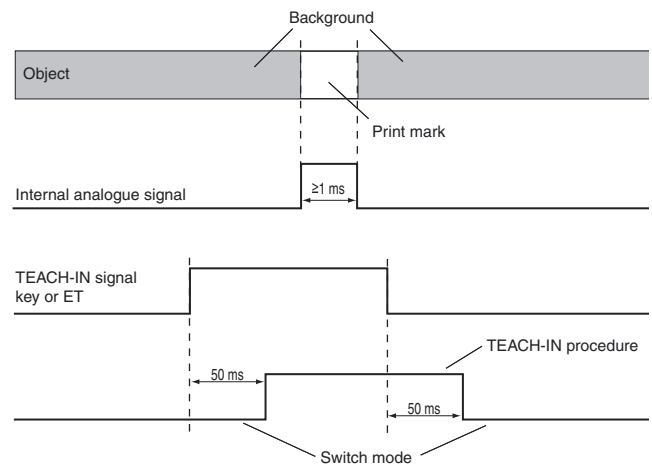 Background
Object
Print mark
Internal analogue signal
≥1 ms
TEACH-IN signal
key or ET
TEACH-IN procedure
50 ms
50 ms
Switch mode